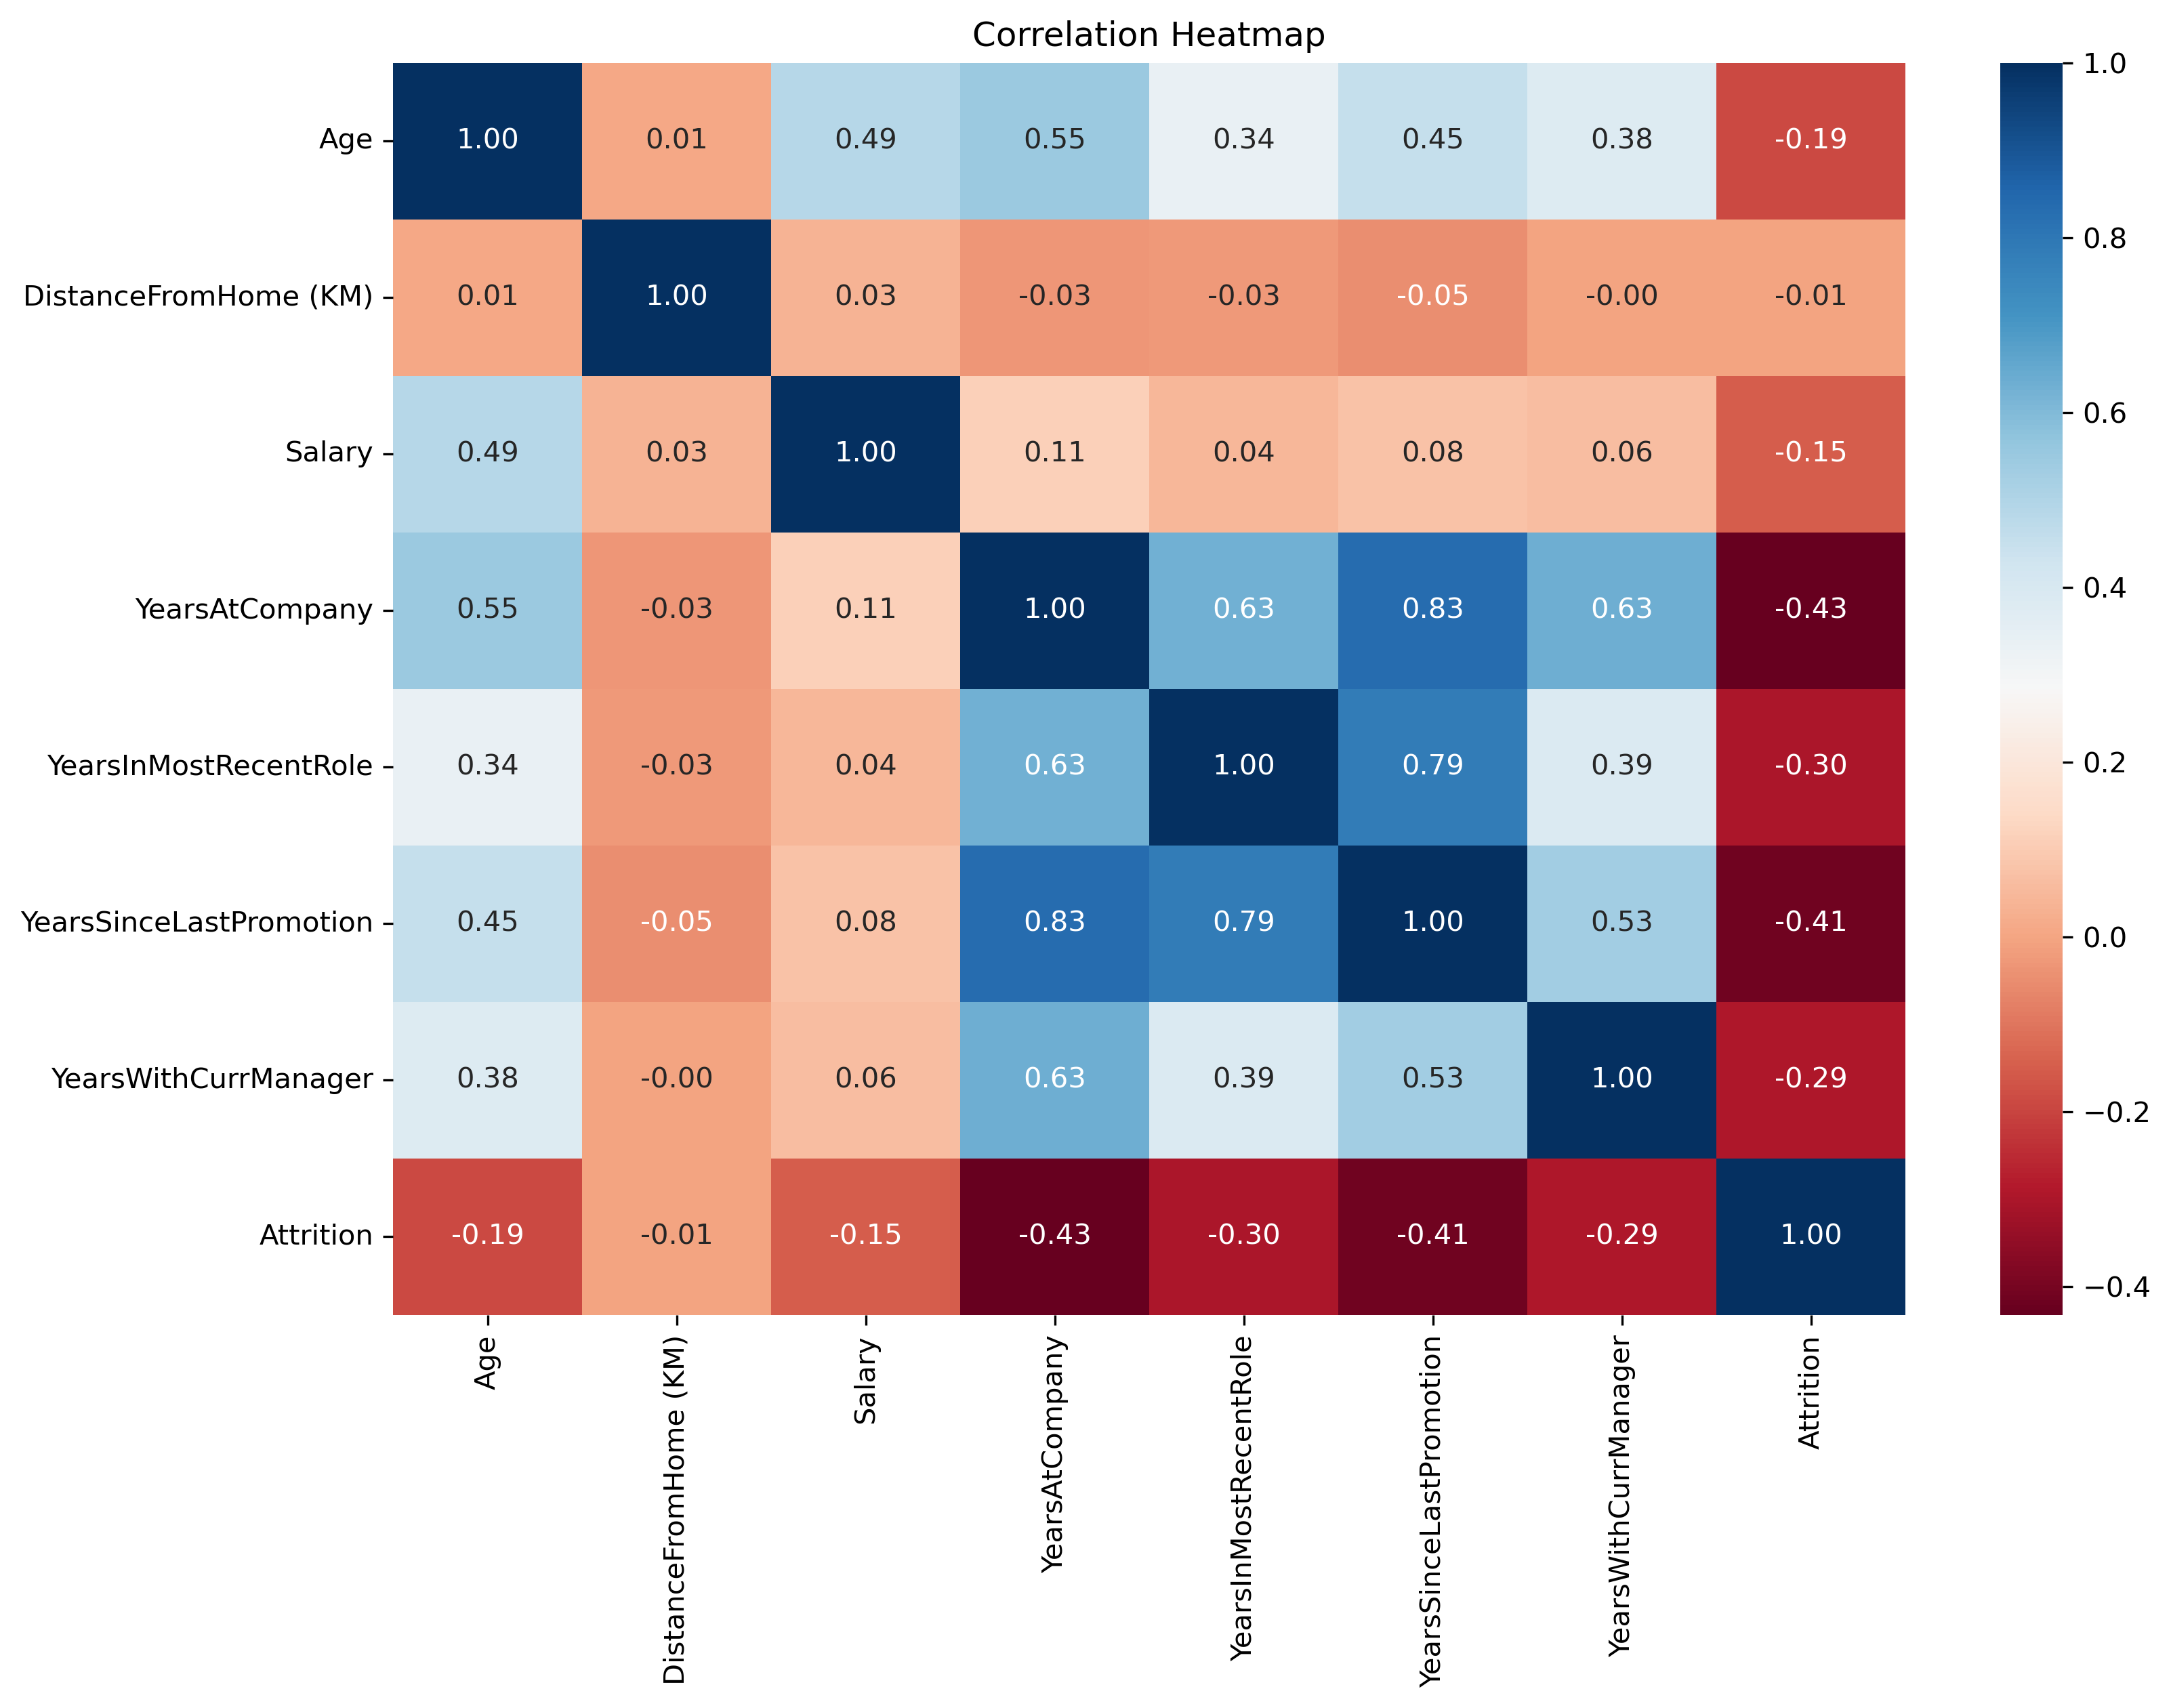 Correlation Heatmap
Age 1.00 0.01 0.49 0.55 0.34 0.45 0.38 -0.19
DistanceFromHome (KM) 0.01 1.00 0.03 -0.03 -0.03 -0.05 -0.00 -0.01
Salary 0.49 0.03 1.00 0.11 0.04 0.08 0.06 -0.15
YearsAtCompany 0.55 -0.03 0.11 1.00 0.63 0.83 0.63 -0.43
YearsInMostRecentRole 0.34 -0.03 0.04 0.63 1.00 0.79 0.39 -0.30
YearsSinceLastPromotion 0.45 -0.05 0.08 0.83 0.79 1.00 0.53 -0.41
YearsWithCurrManager 0.38 -0.00 0.06 0.63 0.39 0.53 1.00 -0.29
Attrition -0.19 -0.01 -0.15 -0.43 -0.30 -0.41 -0.29 1.00
Age
DistanceFromHome (KM)
Salary
YearsAtCompany
YearsInMostRecentRole
YearsSinceLastPromotion
YearsWithCurrManager
Attrition
1.0
0.8
0.6
0.4
0.2
0.0
−0.2
−0.4